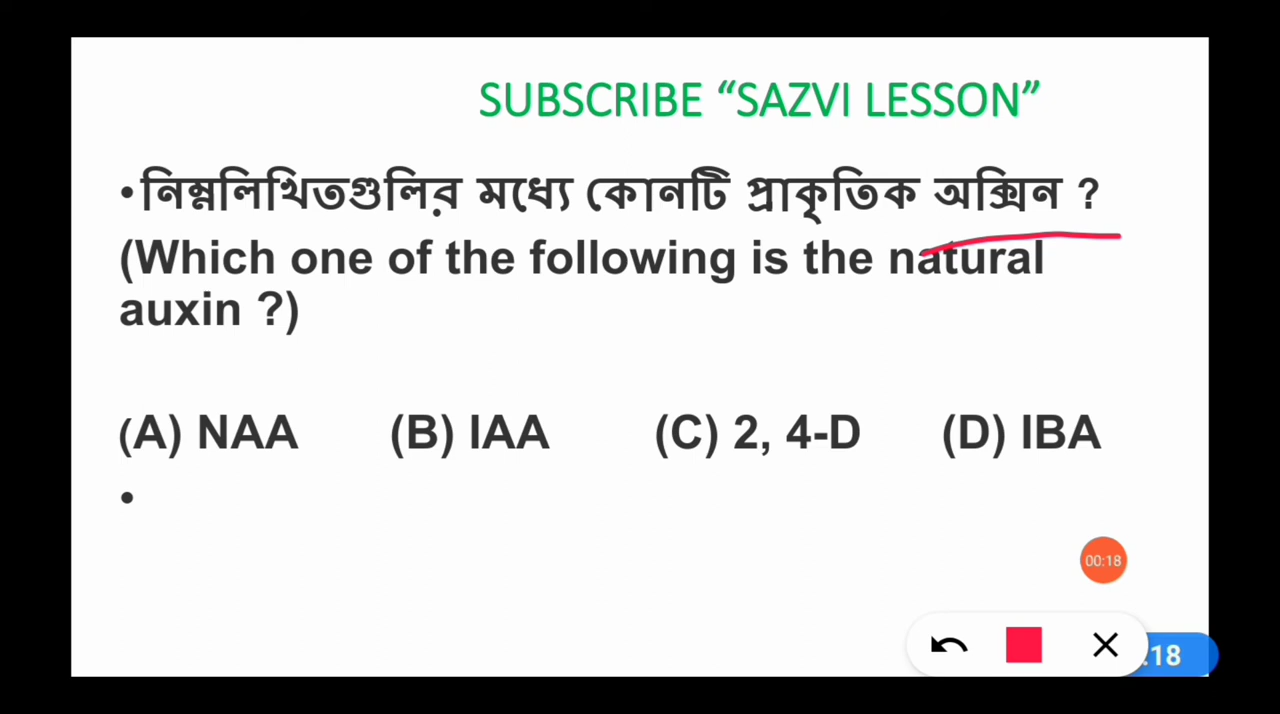 SUBSCRIBE “SAZVI LESSON”
•নিম্নলিখিতগুলির মধ্যে কোনটি প্রাকৃতিক অক্সিন ?
(Which one of the following is the natural
auxin ?)
(A) NAA (B) IAA (C) 2, 4-D (D) IBA
•
00:18
:18